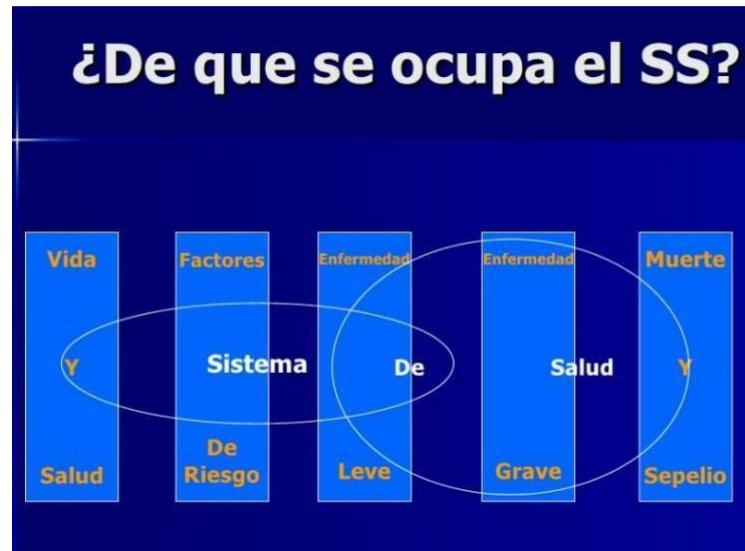 ¿De que se ocupa el SS?
Vida
Y
Salud
Factores
De
Riesgo
Enfermedad
Leve
Enfermedad
Grave
Muerte
Y
Sepelio
Sistema De Salud